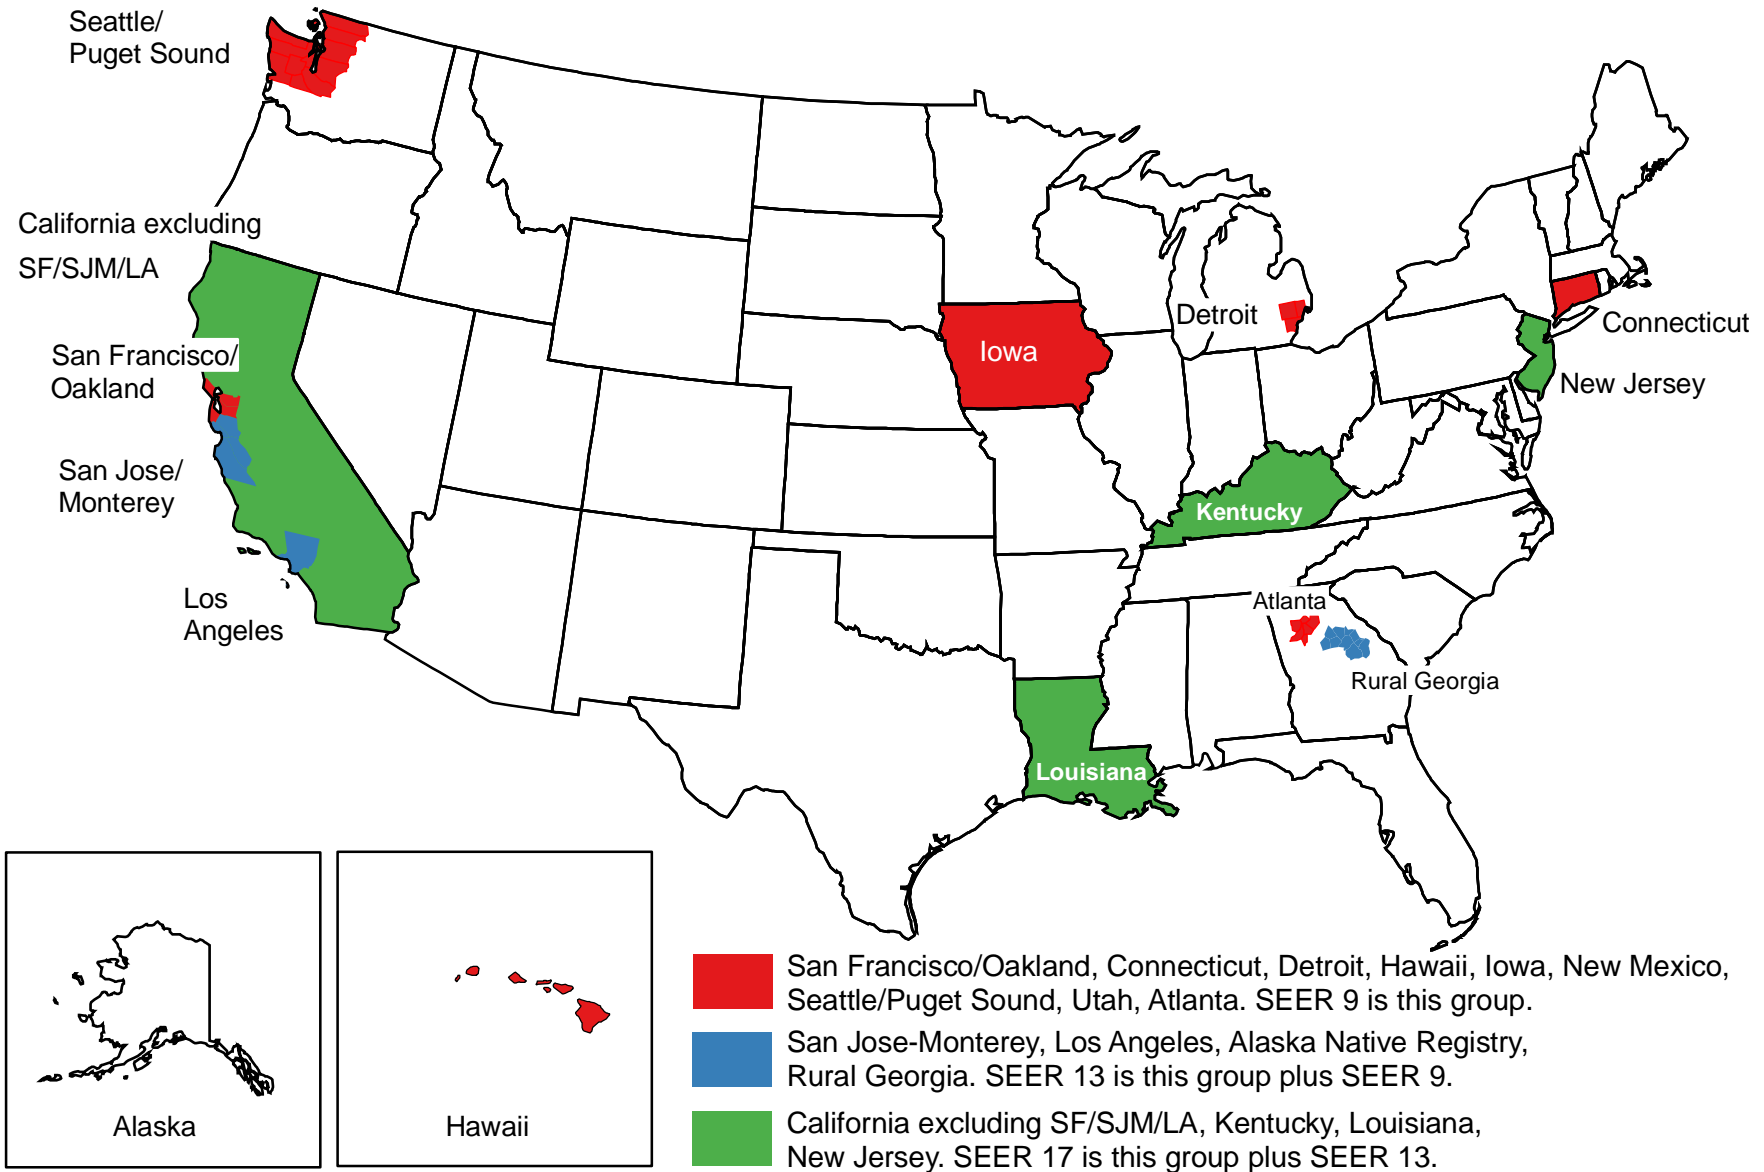 Seattle/
Puget Sound
California excluding
SF/SJM/LA
San Francisco/
Oakland
San Jose/
Monterey
Los
Angeles
Iowa
Detroit
Connecticut
New Jersey
Kentucky
Atlanta
Rural Georgia
Louisiana
Alaska
Hawaii
San Francisco/Oakland, Connecticut, Detroit, Hawaii, Iowa, New Mexico,
Seattle/Puget Sound, Utah, Atlanta. SEER 9 is this group.
San Jose-Monterey, Los Angeles, Alaska Native Registry,
Rural Georgia. SEER 13 is this group plus SEER 9.
California excluding SF/SJM/LA, Kentucky, Louisiana,
New Jersey. SEER 17 is this group plus SEER 13.